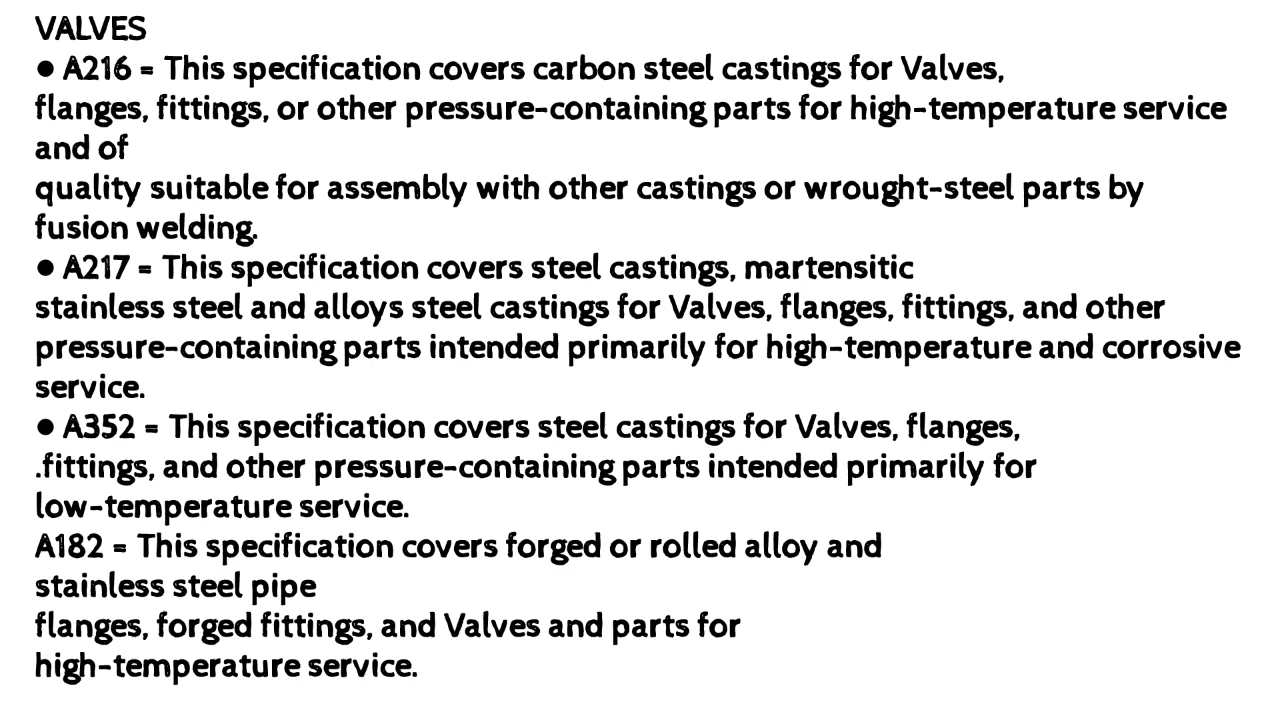 VALVES
● A216 = This specification covers carbon steel castings for Valves,
flanges, fittings, or other pressure-containing parts for high-temperature service
and of
quality suitable for assembly with other castings or wrought-steel parts by
fusion welding.
● A217 = This specification covers steel castings, martensitic
stainless steel and alloys steel castings for Valves, flanges, fittings, and other
pressure-containing parts intended primarily for high-temperature and corrosive
service.
● A352 = This specification covers steel castings for Valves, flanges,
.fittings, and other pressure-containing parts intended primarily for
low-temperature service.
A182 = This specification covers forged or rolled alloy and
stainless steel pipe
flanges, forged fittings, and Valves and parts for
high-temperature service.